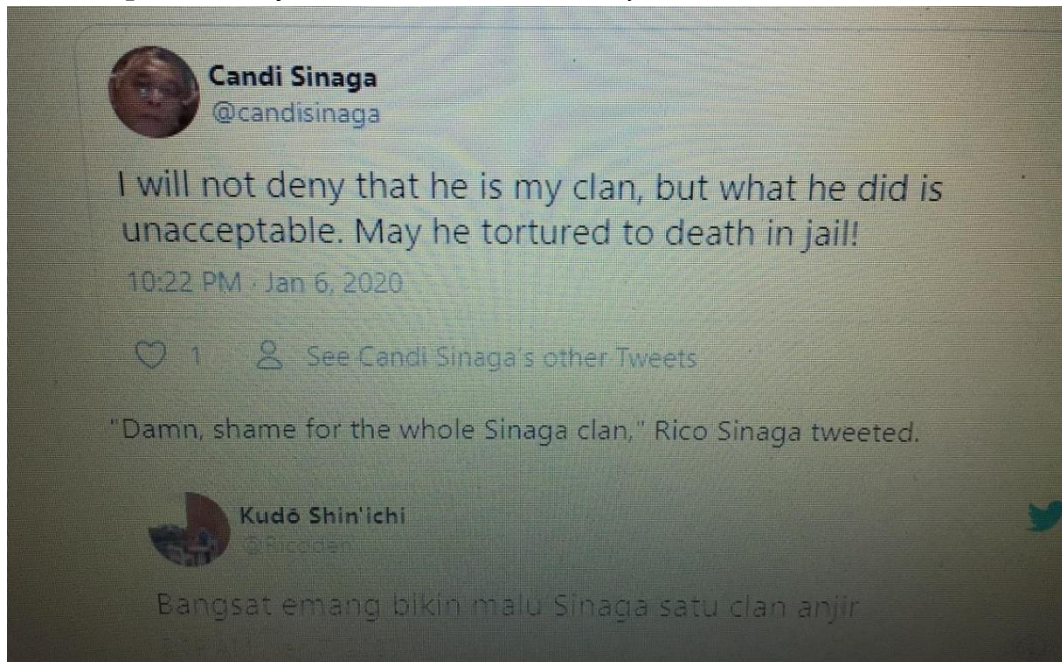 Candi Sinaga
@candisinaga
I will not deny that he is my clan, but what he did is
unacceptable. May he tortured to death in jail!
10:22 PM · Jan 6, 2020
1 See Candi Sinaga's other Tweets
"Damn, shame for the whole Sinaga clan," Rico Sinaga tweeted.
Kudō Shin'ichi
@Ricoden
Bangsat emang bikin malu Sinaga satu clan anjir